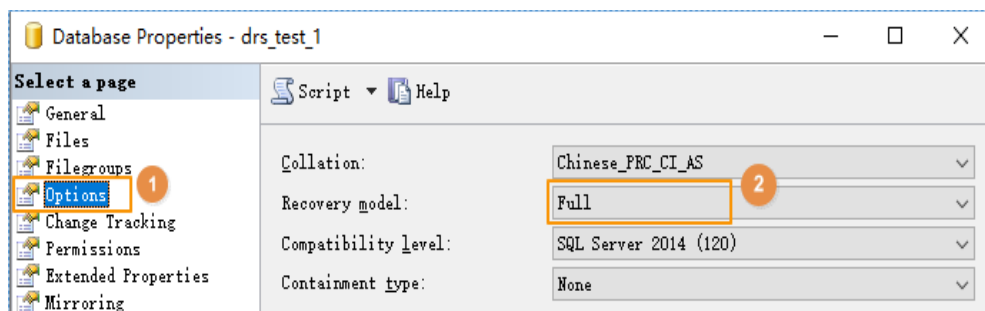 Database Properties - drs_test_1
Select a page
General
Files
Filegroups
Options
1
Change Tracking
Permissions
Extended Properties
Mirroring
Script Help
Collation: Chinese_PRC_CI_AS
2
Recovery model: Full
Compatibility level: SQL Server 2014 (120)
Containment type: None